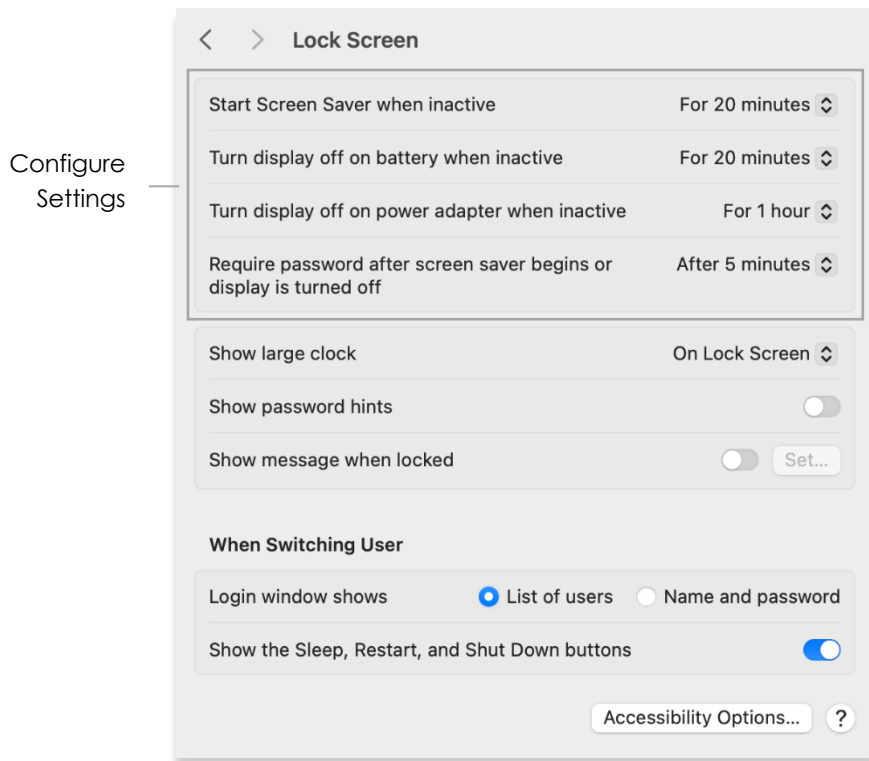 Lock Screen
Start Screen Saver when inactive For 20 minutes
Configure Settings
Turn display off on battery when inactive For 20 minutes
Turn display off on power adapter when inactive For 1 hour
Require password after screen saver begins or After 5 minutes
display is turned off
Show large clock On Lock Screen
Show password hints
Show message when locked Set...
When Switching User
Login window shows List of users Name and password
Show the Sleep, Restart, and Shut Down buttons
Accessibility Options... ?